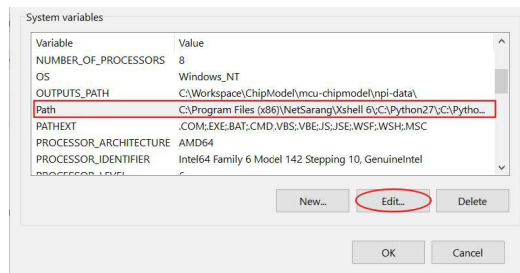 System variables
Variable Value
NUMBER_OF_PROCESSORS 8
OS Windows_NT
OUTPUTS_PATH C:\Workspace\ChipModel\mcu-chipmodel\npi-data\
Path C:\Program Files (x86)\NetSarang\Xshell 6\;C:\Python27\;C:\Pytho...
PATHEXT .COM;.EXE;.BAT;.CMD;.VBS;.VBE;.JS;.JSE;.WSF;.WSH;.MSC
PROCESSOR_ARCHITECTURE AMD64
PROCESSOR_IDENTIFIER Intel64 Family 6 Model 142 Stepping 10, GenuineIntel
PROCESSOR_LEVEL 6
New... Edit... Delete
OK Cancel